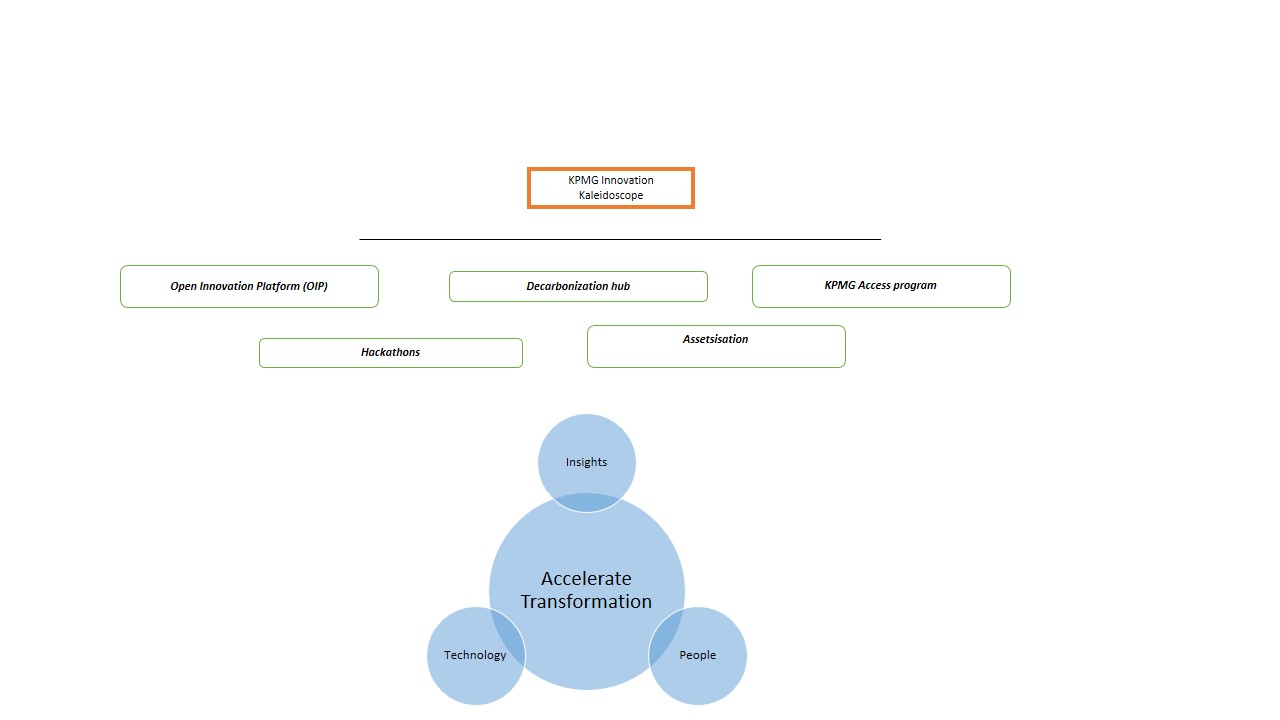 KPMG Innovation
Kaleidoscope
Open Innovation Platform (OIP)
Decarbonization hub
KPMG Access program
Hackathons
Assetsisation
Insights
Accelerate
Transformation
Technology
People